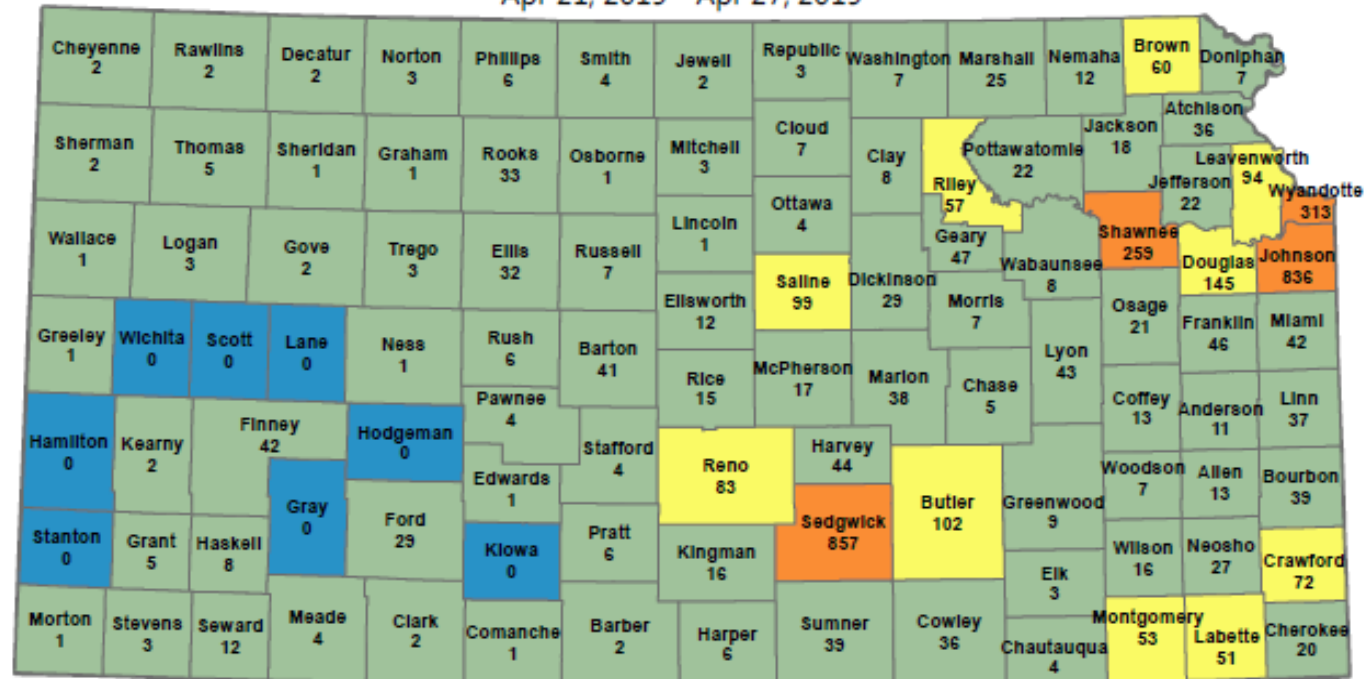 Apr 21, 2019 - Apr 27, 2019
Cheyenne
2
Rawlins
2
Decatur
2
Norton
3
Phillips
6
Smith
4
Jewell
2
Republic
3
Washington
7
Marshall
25
Nemaha
12
Brown
60
Doniphan
7
Atchison
36
Sherman
2
Thomas
5
Sheridan
1
Graham
1
Rooks
33
Osborne
1
Mitchell
3
Cloud
7
Clay
8
Riley
57
Pottawatomie
22
Jackson
18
Jefferson
22
Leavenworth
94
Wyandotte
313
Wallace
1
Logan
3
Gove
2
Trego
3
Ellis
32
Russell
7
Lincoln
1
Ottawa
4
Saline
99
Dickinson
29
Geary
47
Wabaunsee
8
Shawnee
259
Douglas
145
Johnson
836
Greeley
1
Wichita
0
Scott
0
Lane
0
Ness
1
Rush
6
Barton
41
Ellsworth
12
Rice
15
McPherson
17
Marion
38
Morris
7
Chase
5
Lyon
43
Osage
21
Franklin
46
Miami
42
Hamilton
0
Kearny
2
Finney
42
Hodgeman
0
Pawnee
4
Edwards
1
Stafford
4
Reno
83
Harvey
44
Sedgwick
857
Butler
102
Greenwood
9
Coffey
13
Anderson
11
Linn
37
Woodson
7
Allen
13
Bourbon
39
Stanton
0
Grant
5
Haskell
8
Gray
0
Ford
29
Kiowa
0
Pratt
6
Kingman
16
Elk
3
Wilson
16
Neosho
27
Crawford
72
Morton
1
Stevens
3
Seward
12
Meade
4
Clark
2
Comanche
1
Barber
2
Harper
6
Sumner
39
Cowley
36
Chautauqua
4
Montgomery
53
Labette
51
Cherokee
20